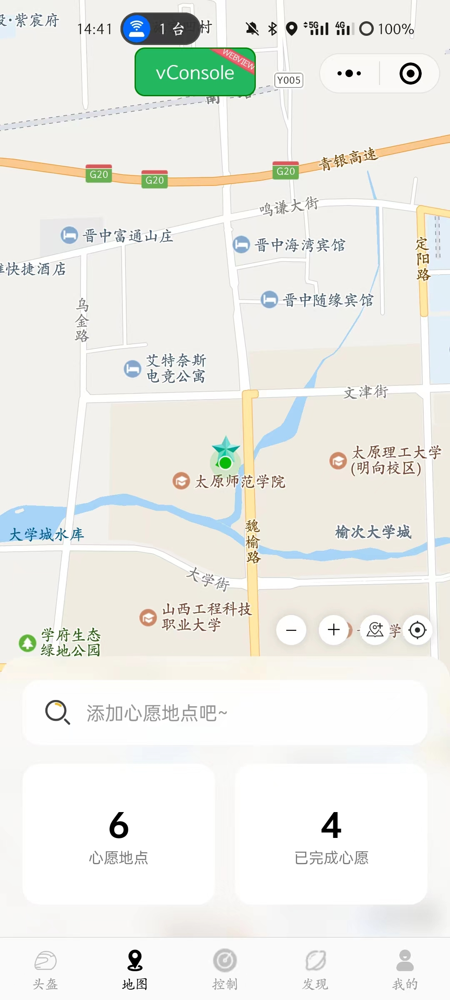 ·紫宸府
14:41
1 台
村
5G
4G
100%
vConsole
WEBVIEW
Y005
南
路
青银高速
G20
G20
G20
鸣谦大街
晋中富通山庄
晋中海湾宾馆
定阳路
快捷酒店
晋中随缘宾馆
乌金路
艾特奈斯
电竞公寓
文津街
太原理工大学
(明向校区)
太原师范学院
魏榆路
榆次大学城
大学城水库
大学街
山西工程科技
职业大学
学府生态
绿地公园
学
添加心愿地点吧~
6
心愿地点
4
已完成心愿
头盔
地图
控制
发现
我的